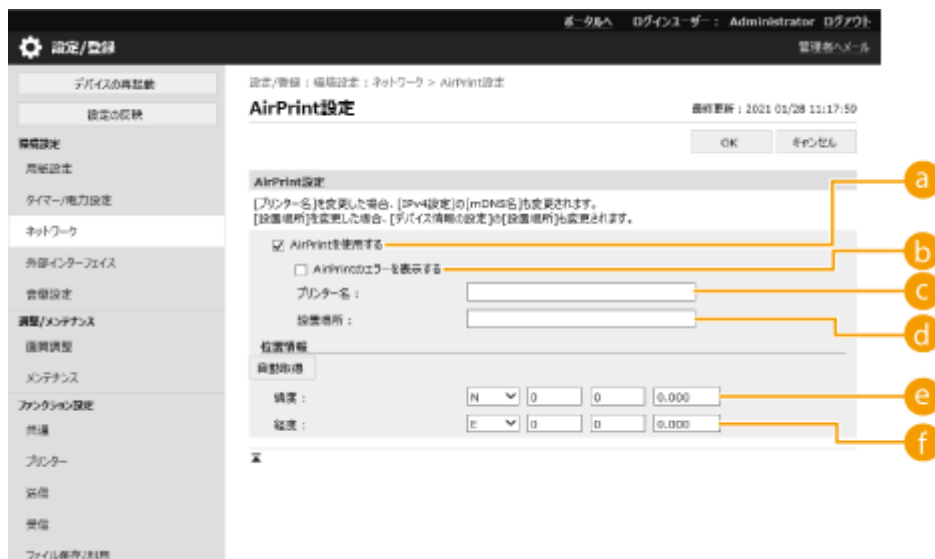 ポータルへ ログインユーザー： Administrator ログアウト
設定/登録
管理者へメール
デバイスの再起動
設定の反映
環境設定
用紙設定
タイマー/電力設定
ネットワーク
外部インターフェイス
音量設定
調整/メンテナンス
画質調整
メンテナンス
ファンクション設定
共通
プリンター
送信
受信
ファイル保存/利用
設定/登録 : 環境設定 : ネットワーク > AirPrint設定
AirPrint設定
最終更新 : 2021 01/28 11:17:59
OK キャンセル
AirPrint設定
[プリンター名]を変更した場合、[IPv4設定]の[mDNS名]も変更されます。
[設置場所]を変更した場合、[デバイス情報の設定]の[設置場所]も変更されます。
AirPrintを使用する
AirPrintのエラーを表示する
プリンター名 :
設置場所 :
位置情報
自動取得
緯度 : N 0 0 0.000
経度 : E 0 0 0.000
a
b
c
d
e
f